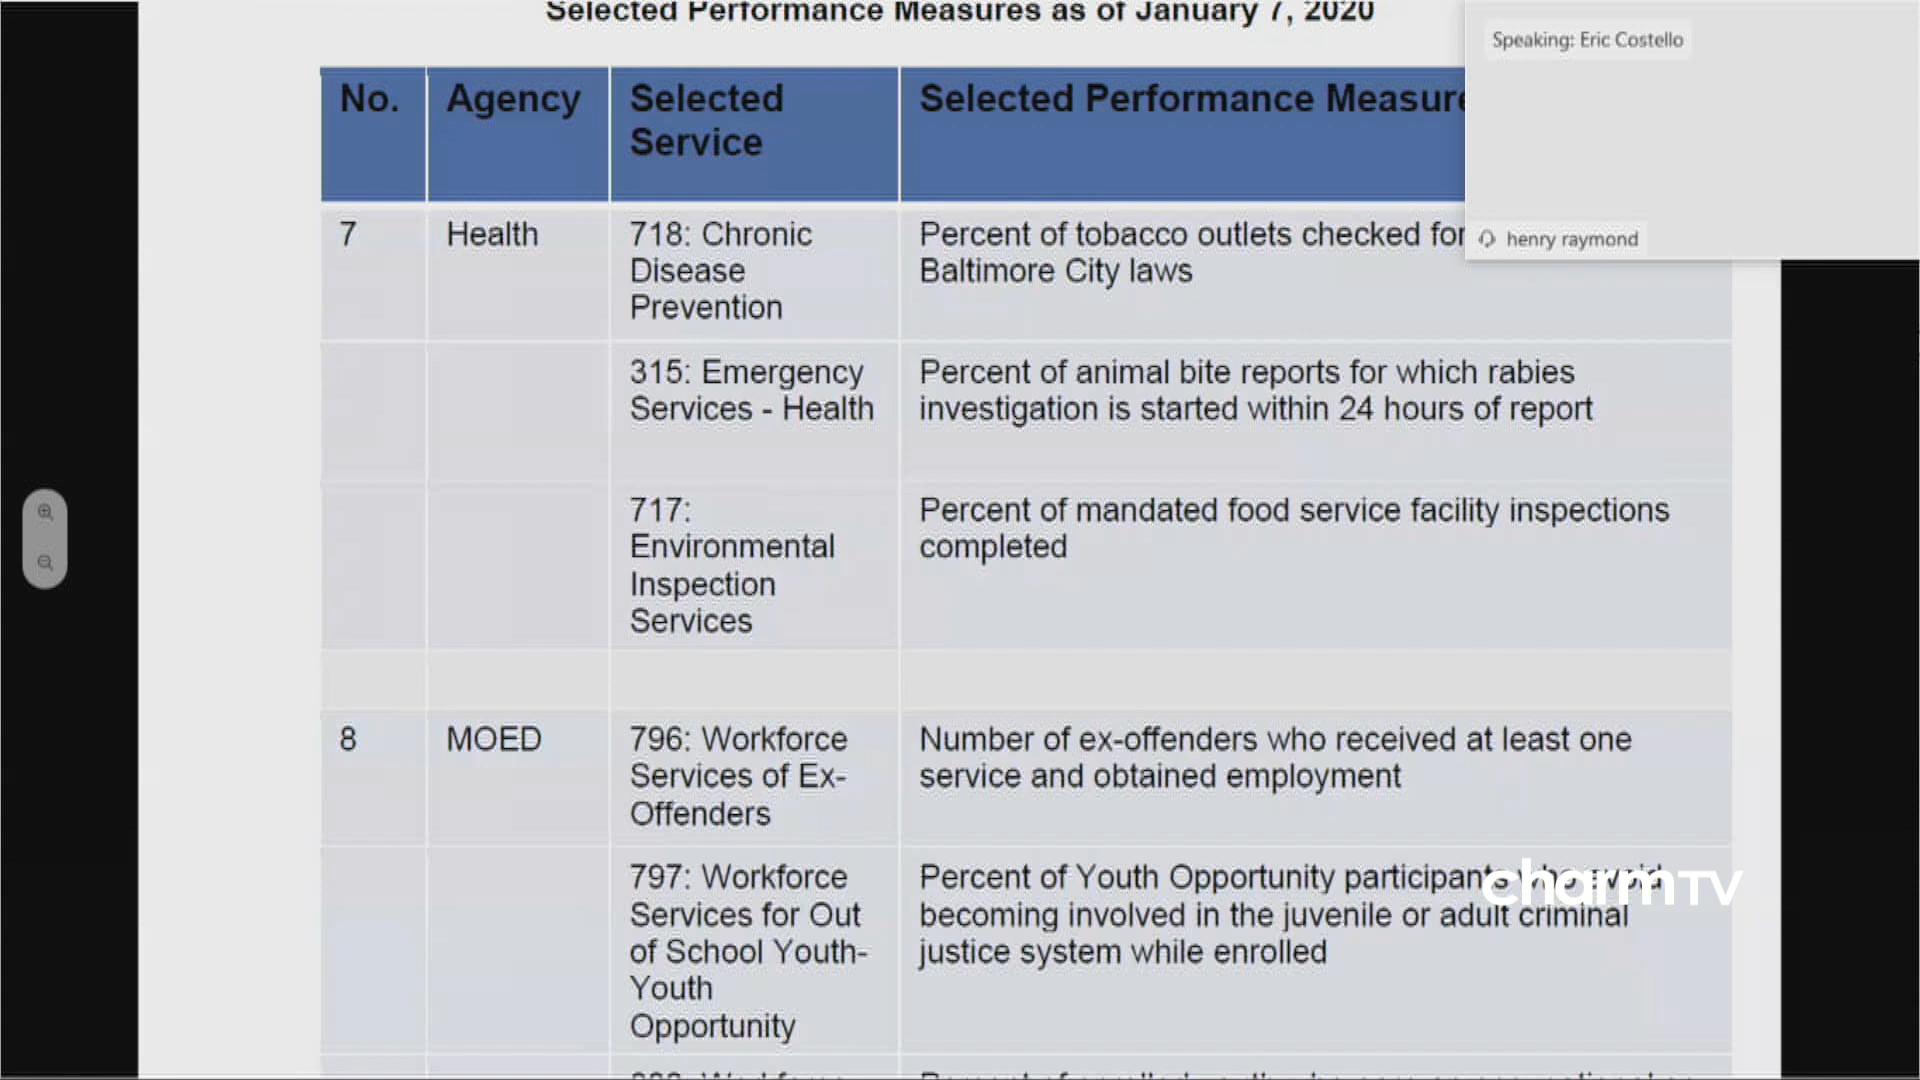 Selected Performance Measures as of January 7, 2020
Speaking: Eric Costello
henry raymond
No. Agency Selected Service Selected Performance Measure
7 Health 718: Chronic Disease Prevention
Percent of tobacco outlets checked for
Baltimore City laws
315: Emergency Services - Health
Percent of animal bite reports for which rabies
investigation is started within 24 hours of report
717: Environmental Inspection Services
Percent of mandated food service facility inspections
completed
8 MOED 796: Workforce Services of Ex-Offenders
Number of ex-offenders who received at least one
service and obtained employment
797: Workforce Services for Out of School Youth-Youth Opportunity
Percent of Youth Opportunity participants who avoid
becoming involved in the juvenile or adult criminal
justice system while enrolled
charmTV